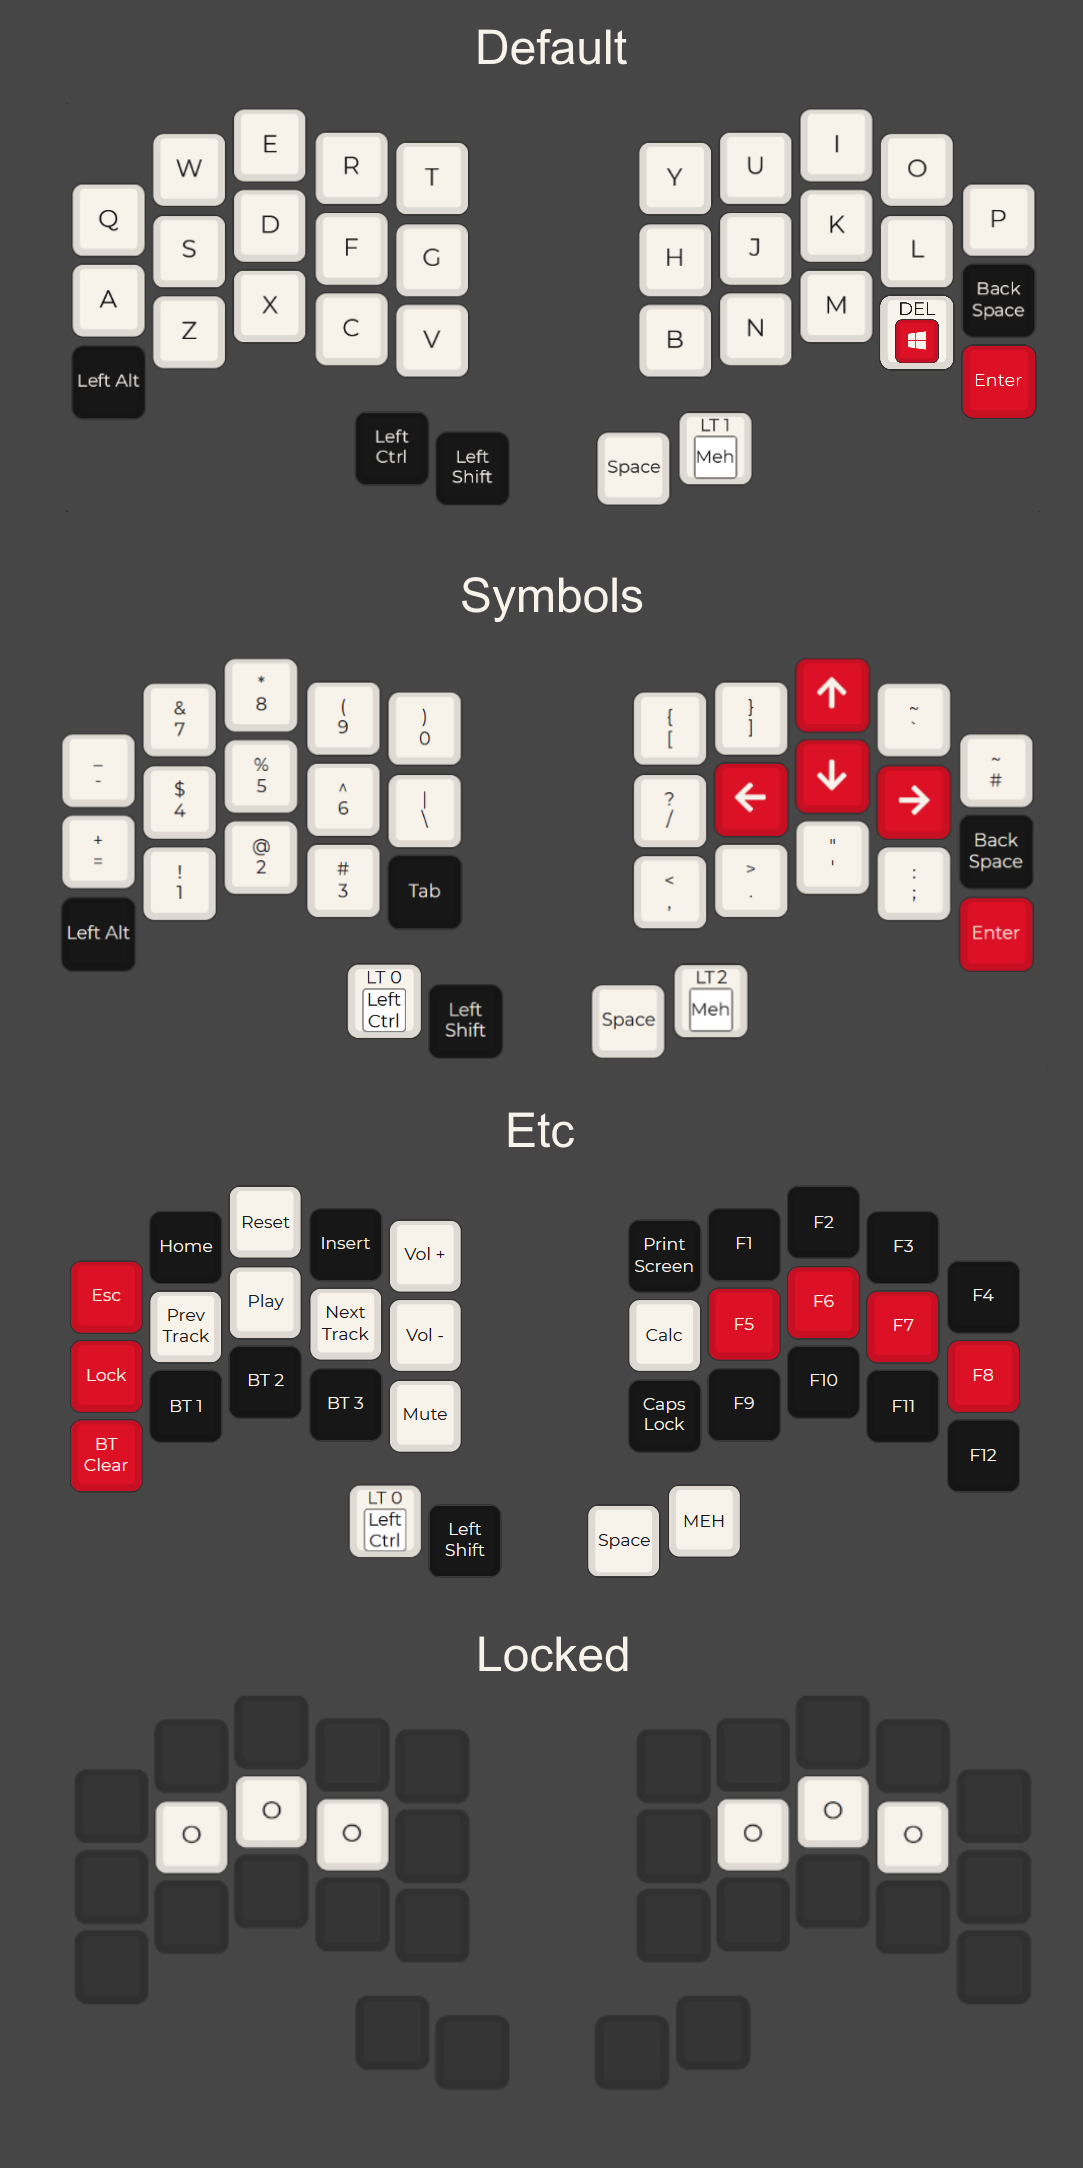 Default
Q W E R T Y U I O P
A S D F G H J K L Back Space
Left Alt Z X C V B N M DEL Enter
Left Ctrl Left Shift Space LT 1 Meh
Symbols
_ - & 7 * 8 ( 9 ) 0 { [ } ] ↑ ~ ` ~ #
+ = $ 4 % 5 ^ 6 | \ ? / ← ↓ → Back Space
Left Alt ! 1 @ 2 # 3 Tab < , > . " ' : ; Enter
LT 0 Left Ctrl Left Shift Space LT 2 Meh
Etc
Esc Home Reset Insert Vol + Print Screen F1 F2 F3 F4
Lock Prev Track Play Next Track Vol - Calc F5 F6 F7 F8
BT Clear BT 1 BT 2 BT 3 Mute Caps Lock F9 F10 F11 F12
LT 0 Left Ctrl Left Shift Space MEH
Locked
O O O O O O